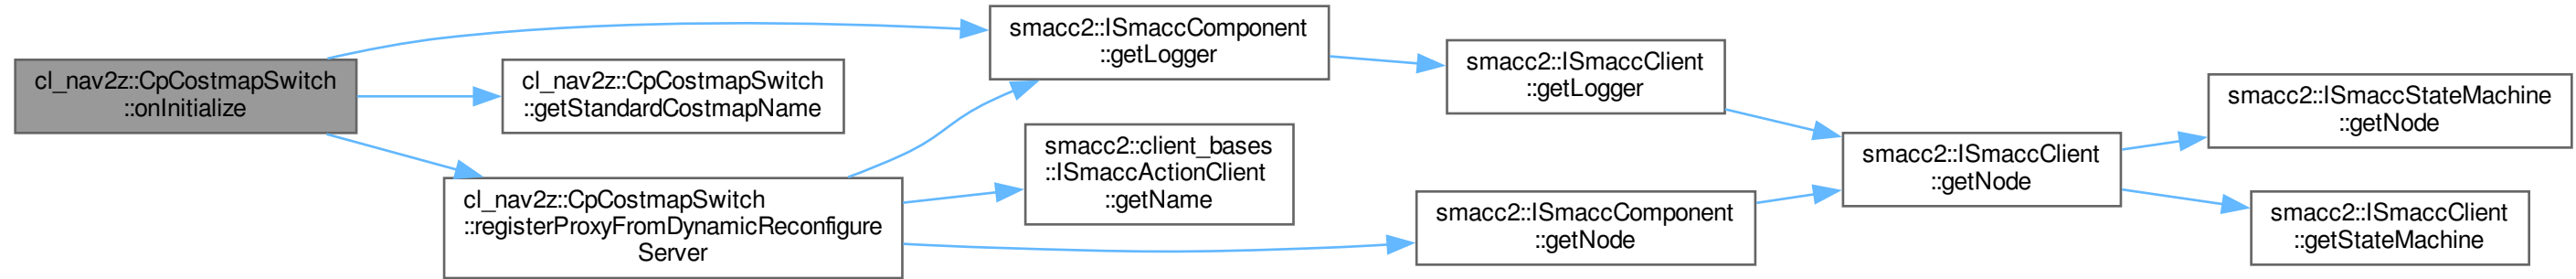 cl_nav2z::CpCostmapSwitch
::onInitialize
cl_nav2z::CpCostmapSwitch
::getStandardCostmapName
cl_nav2z::CpCostmapSwitch
::registerProxyFromDynamicReconfigure
Server
smacc2::ISmaccComponent
::getLogger
smacc2::client_bases
::ISmaccActionClient
::getName
smacc2::ISmaccClient
::getLogger
smacc2::ISmaccComponent
::getNode
smacc2::ISmaccClient
::getNode
smacc2::ISmaccStateMachine
::getNode
smacc2::ISmaccClient
::getStateMachine